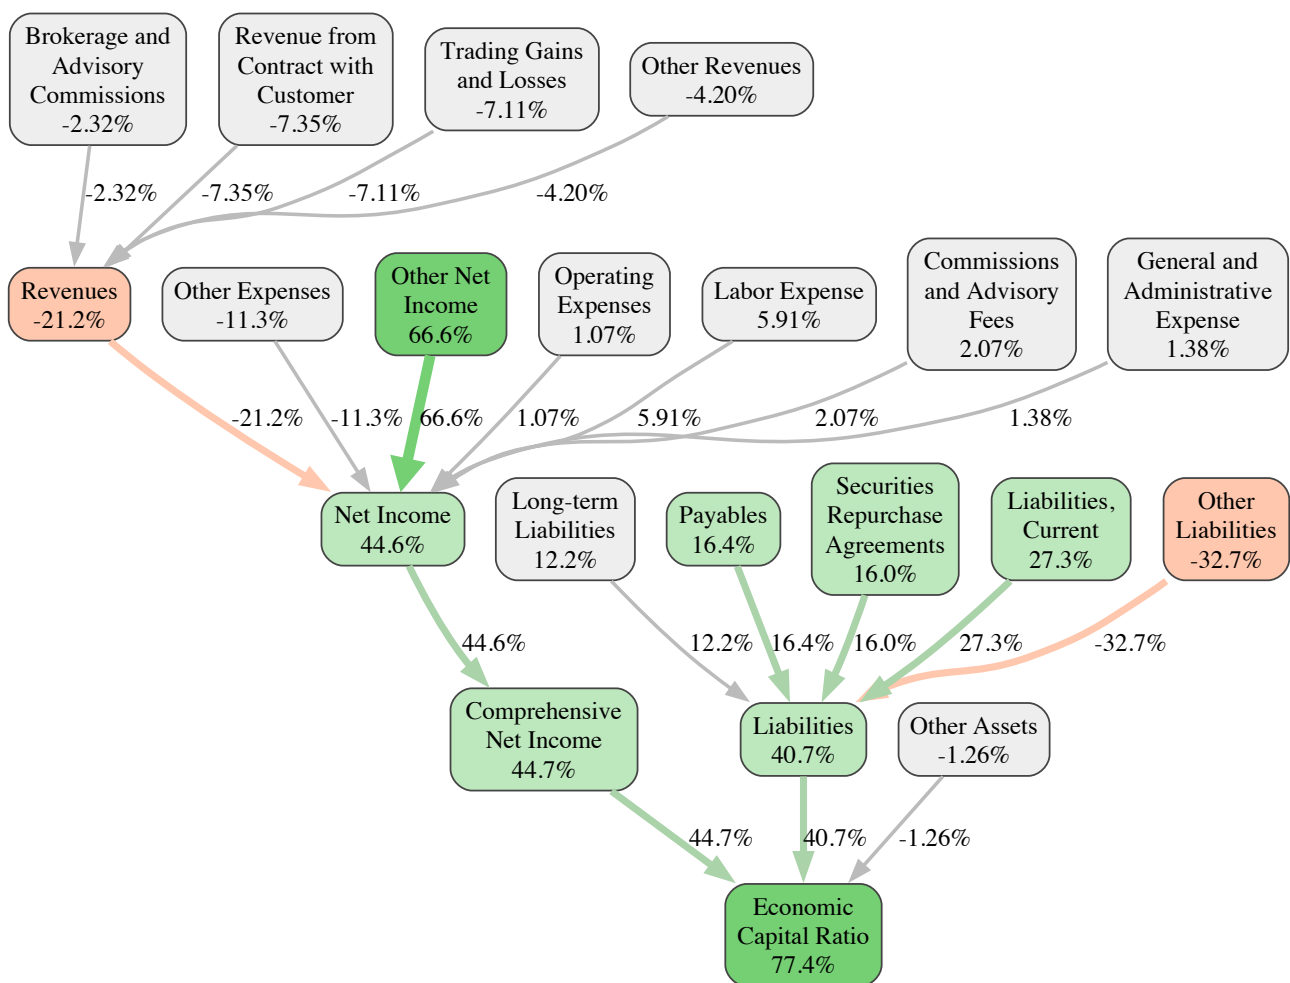 Brokerage and
Advisory
Commissions
-2.32%
Revenue from
Contract with
Customer
-7.35%
Trading Gains
and Losses
-7.11%
Other Revenues
-4.20%
-2.32%
-7.35%
-7.11%
-4.20%
Revenues
-21.2%
Other Expenses
-11.3%
Other Net
Income
66.6%
Operating
Expenses
1.07%
Labor Expense
5.91%
Commissions
and Advisory
Fees
2.07%
General and
Administrative
Expense
1.38%
-21.2%
-11.3%
66.6%
1.07%
5.91%
2.07%
1.38%
Net Income
44.6%
Long-term
Liabilities
12.2%
Payables
16.4%
Securities
Repurchase
Agreements
16.0%
Liabilities,
Current
27.3%
Other
Liabilities
-32.7%
44.6%
12.2%
16.4%
16.0%
27.3%
-32.7%
Comprehensive
Net Income
44.7%
Liabilities
40.7%
Other Assets
-1.26%
44.7%
40.7%
-1.26%
Economic
Capital Ratio
77.4%